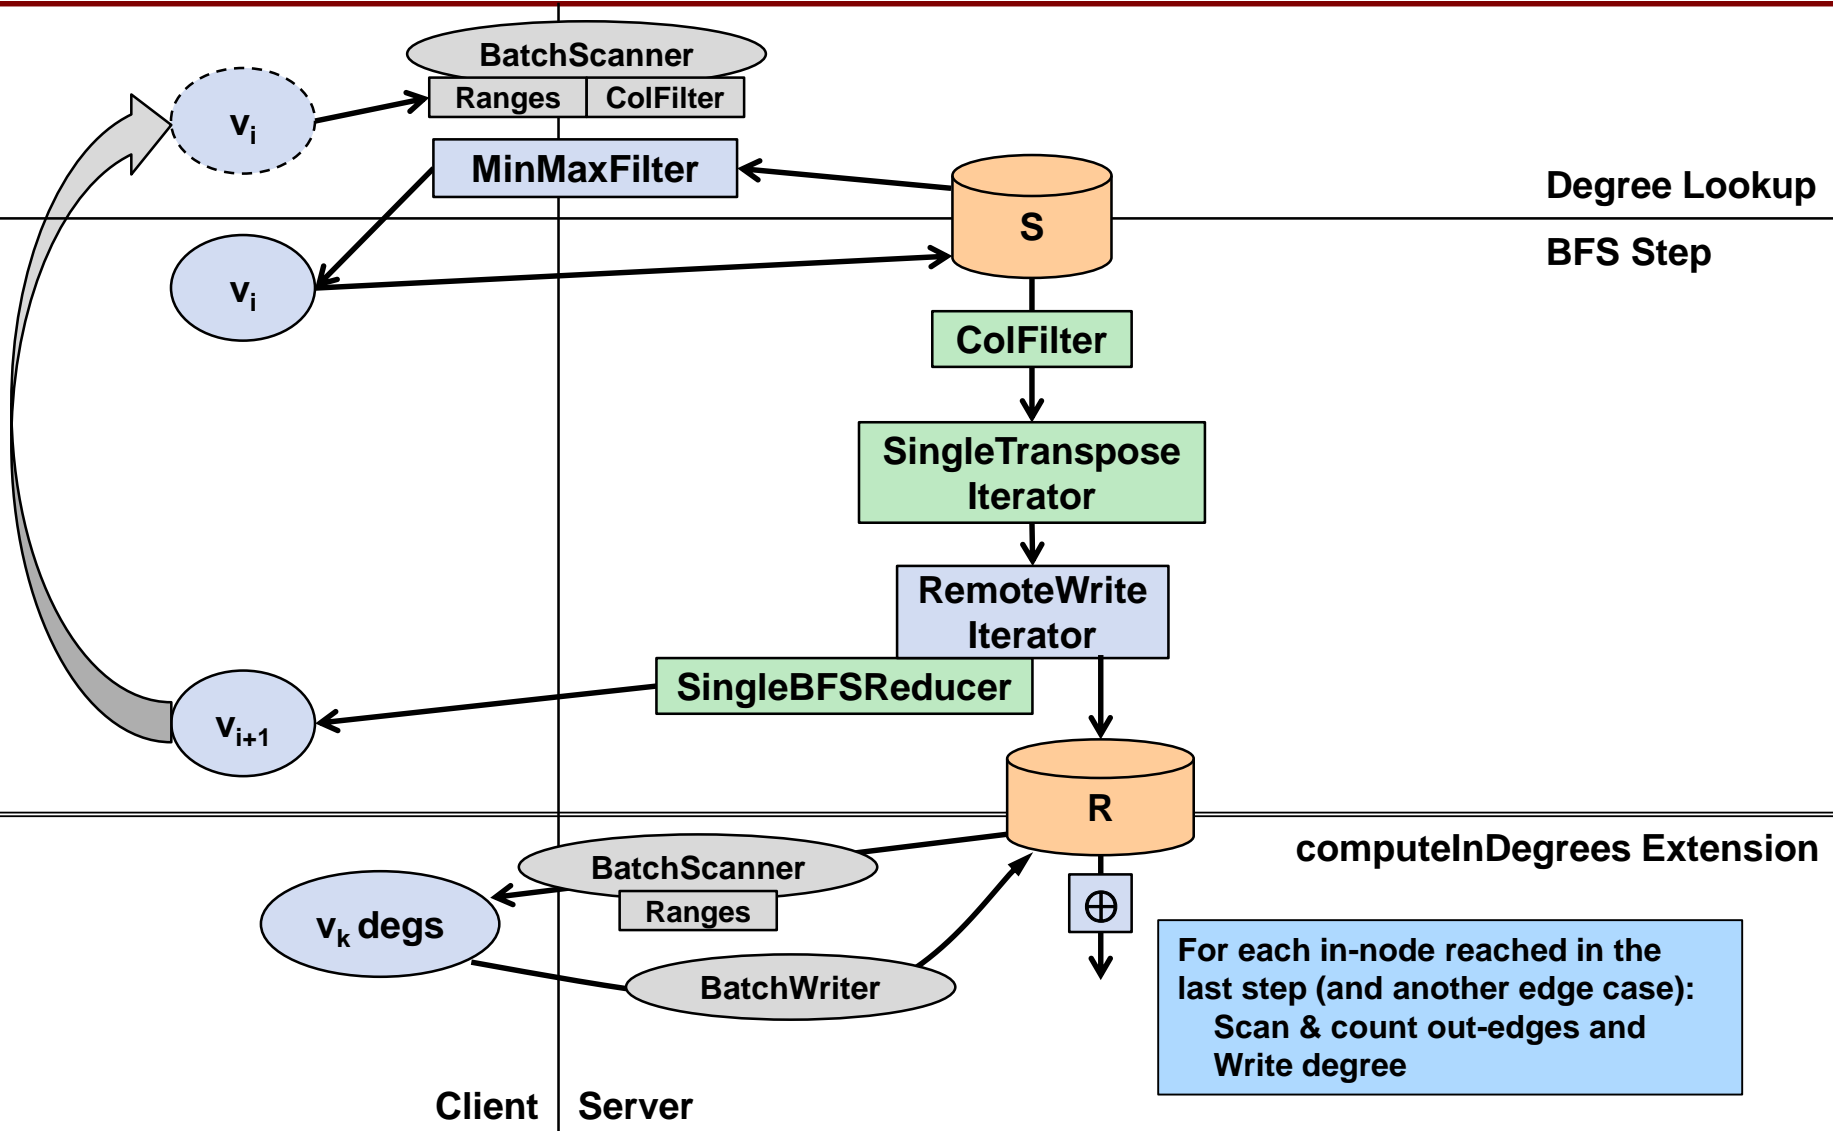 BatchScanner
Ranges
ColFilter
vi
MinMaxFilter
Degree Lookup
S
BFS Step
vi
ColFilter
SingleTranspose
Iterator
RemoteWrite
Iterator
SingleBFSReducer
vi+1
R
computeInDegrees Extension
BatchScanner
Ranges
vk degs
⊕
BatchWriter
For each in-node reached in the
last step (and another edge case):
Scan & count out-edges and
Write degree
Client
Server